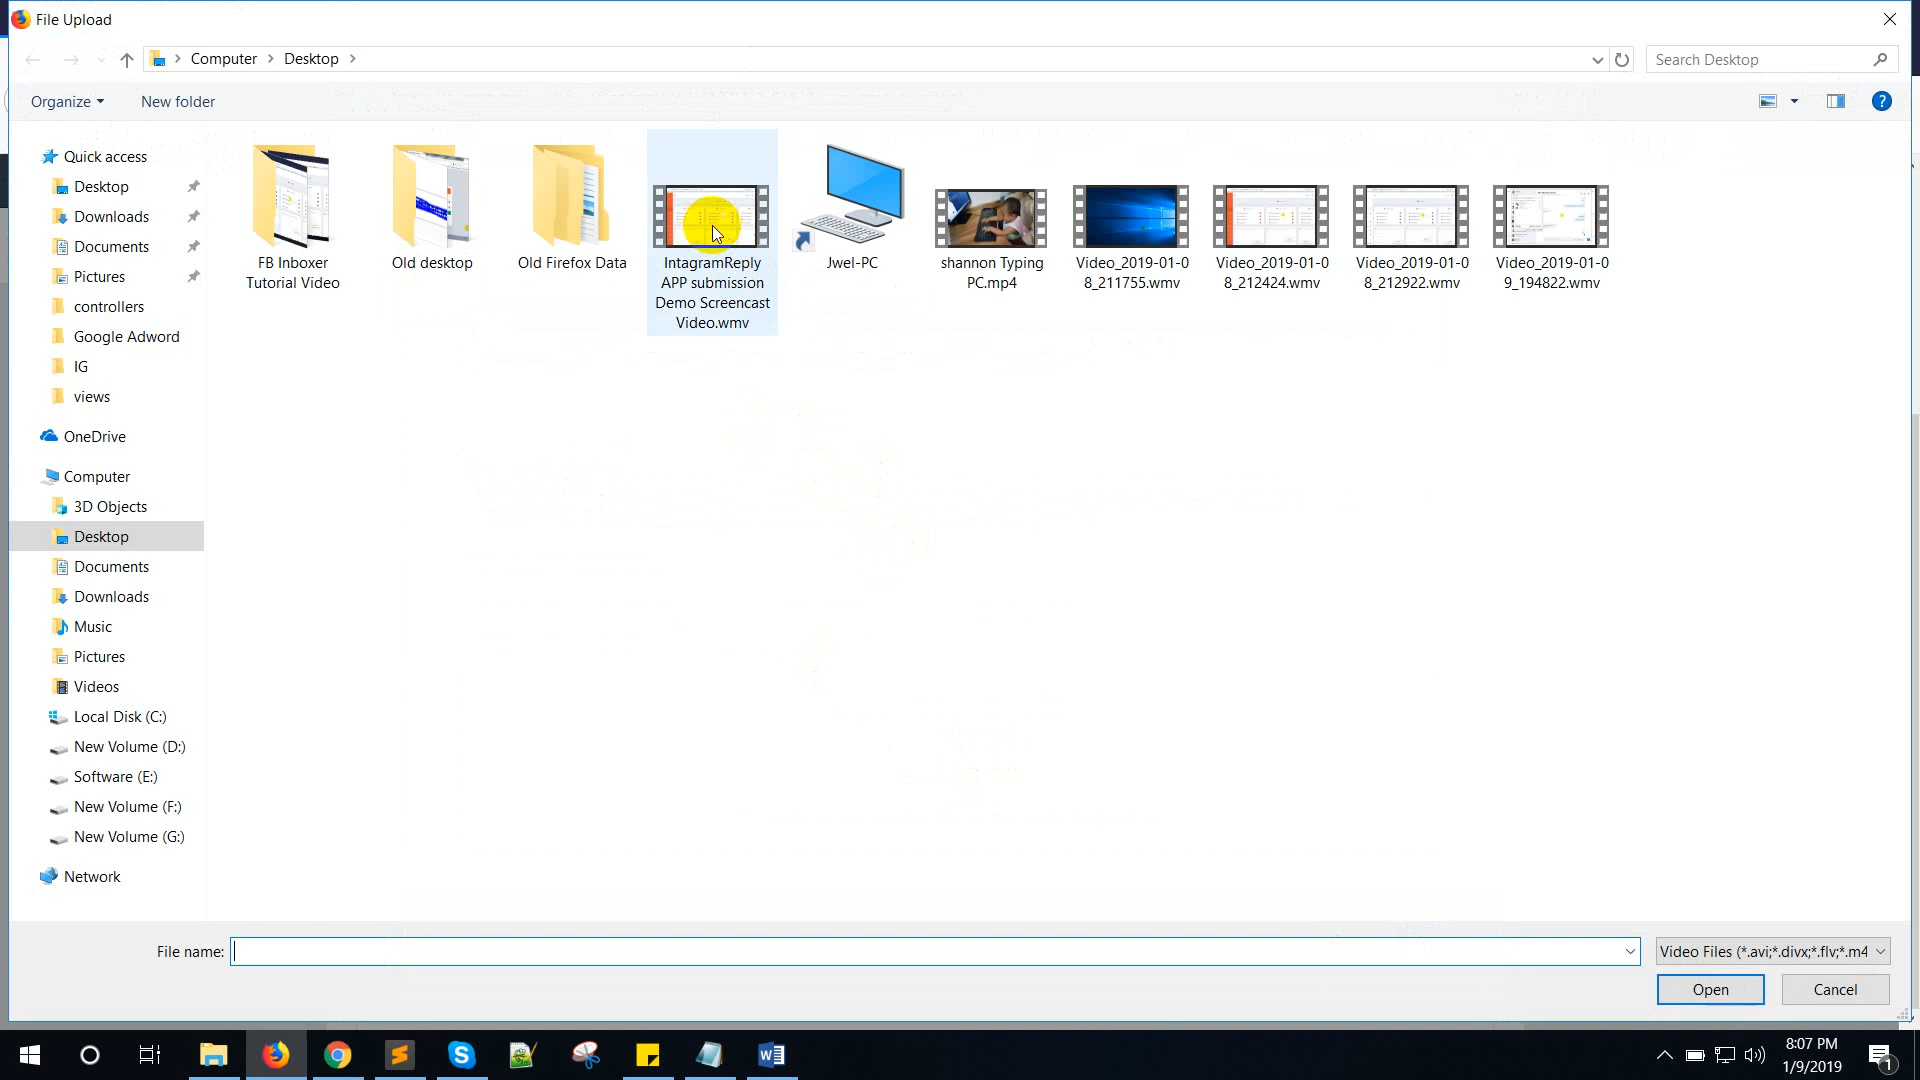 File Upload
Computer
Desktop
Search Desktop
Organize
New folder
Quick access
Desktop
Downloads
Documents
Pictures
controllers
Google Adword
IG
views
OneDrive
Computer
3D Objects
Desktop
Documents
Downloads
Music
Pictures
Videos
Local Disk (C:)
New Volume (D:)
Software (E:)
New Volume (F:)
New Volume (G:)
Network
FB Inboxer
Tutorial Video
Old desktop
Old Firefox Data
IntagramReply
APP submission
Demo Screencast
Video.wmv
Jwel-PC
shannon Typing
PC.mp4
Video_2019-01-0
8_211755.wmv
Video_2019-01-0
8_212424.wmv
Video_2019-01-0
8_212922.wmv
Video_2019-01-0
9_194822.wmv
File name:
Video Files (*.avi;*.divx;*.flv;*.m4
Open
Cancel
8:07 PM
1/9/2019
1